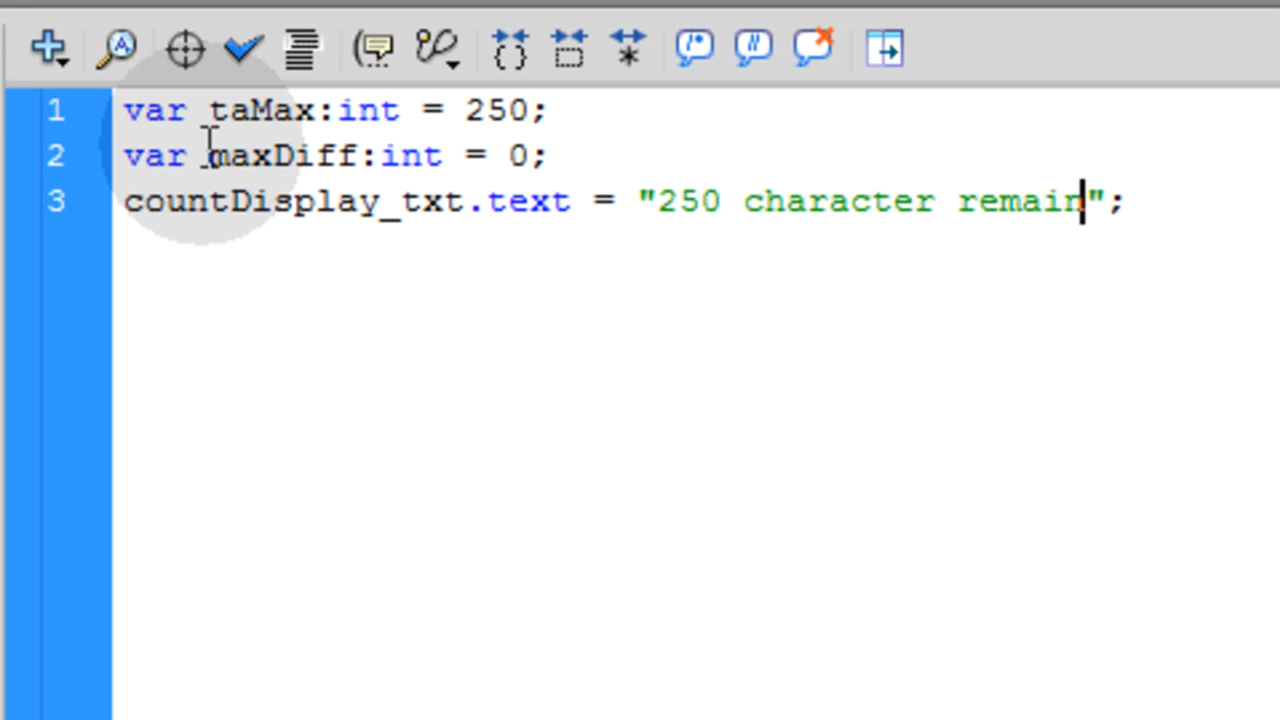 1 var taMax:int = 250;
2 var maxDiff:int = 0;
3 countDisplay_txt.text = "250 character remain";